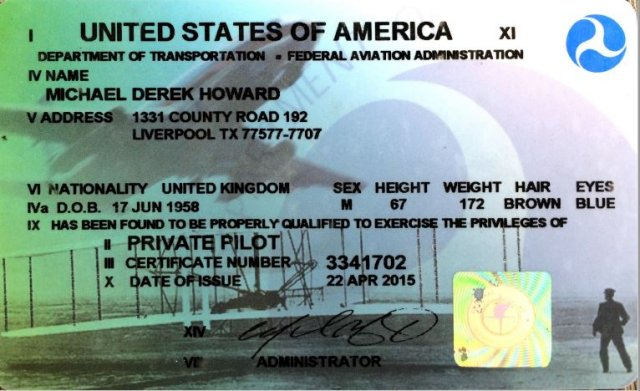 I UNITED STATES OF AMERICA XI
DEPARTMENT OF TRANSPORTATION FEDERAL AVIATION ADMINISTRATION
IV NAME
MICHAEL DEREK HOWARD
V ADDRESS 1331 COUNTY ROAD 192
LIVERPOOL TX 77577-7707
VI NATIONALITY UNITED KINGDOM SEX HEIGHT WEIGHT HAIR EYES
IVa D.O.B. 17 JUN 1958 M 67 172 BROWN BLUE
IX HAS BEEN FOUND TO BE PROPERLY QUALIFIED TO EXERCISE THE PRIVILEGES OF
II PRIVATE PILOT
III CERTIFICATE NUMBER 3341702
X DATE OF ISSUE 22 APR 2015
XIV
ADMINISTRATOR